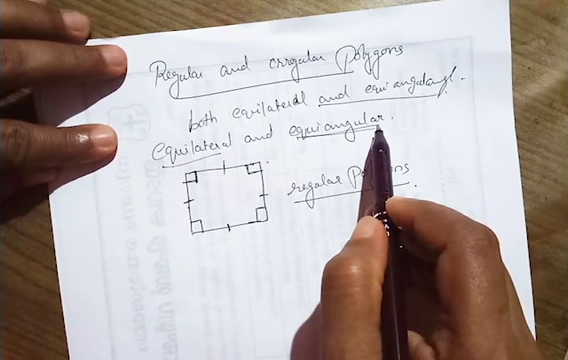 Regular and irregular Polygons
both equilateral and equiangular.
equilateral and equiangular.
regular Polygons